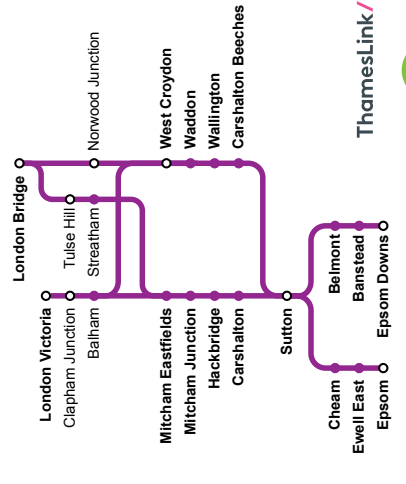 London Bridge
Norwood Junction
Tulse Hill
Streatham
London Victoria
Clapham Junction
Balham
West Croydon
Waddon
Wallington
Carshalton Beeches
Mitcham Eastfields
Mitcham Junction
Hackbridge
Carshalton
Sutton
Belmont
Banstead
Epsom Downs
Cheam
Ewell East
Epsom
ThamesLink/